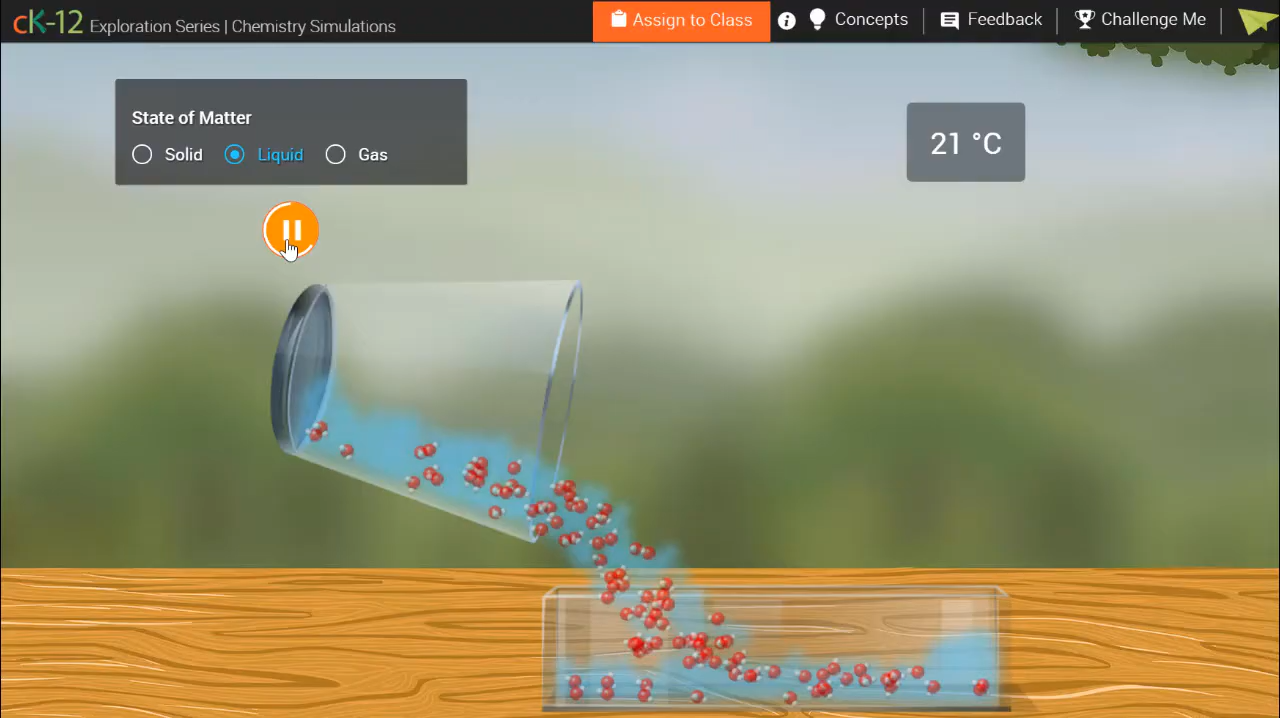 cK-12 Exploration Series | Chemistry Simulations
Assign to Class
Concepts
Feedback
Challenge Me
State of Matter
Solid
Liquid
Gas
21 °C